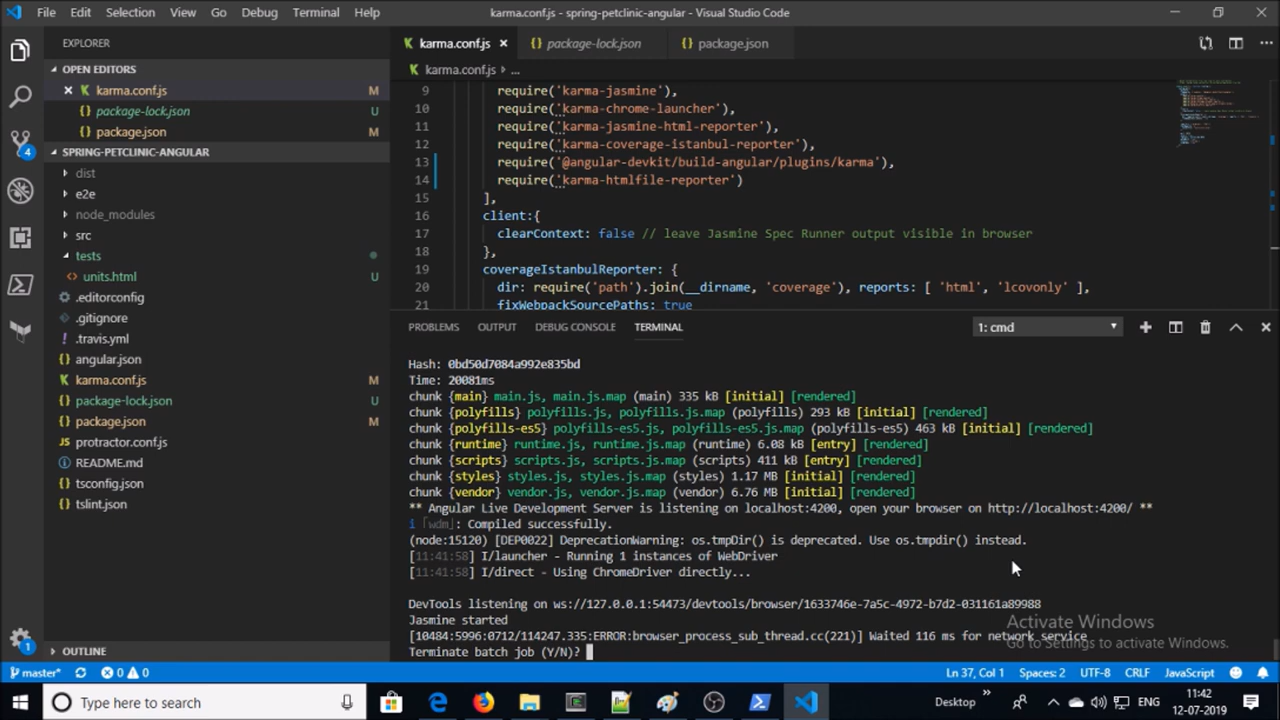 File Edit Selection View Go Debug Terminal Help
karma.conf.js - spring-petclinic-angular - Visual Studio Code
EXPLORER
OPEN EDITORS
karma.conf.js M
package-lock.json U
package.json M
SPRING-PETCLINIC-ANGULAR
dist
e2e
node_modules
src
tests
units.html U
.editorconfig
.gitignore
.travis.yml
angular.json
karma.conf.js M
package-lock.json U
package.json M
protractor.conf.js
README.md
tsconfig.json
tslint.json
OUTLINE
4
1
karma.conf.js package-lock.json package.json
karma.conf.js > ...
9 require('karma-jasmine'),
10 require('karma-chrome-launcher'),
11 require('karma-jasmine-html-reporter'),
12 require('karma-coverage-istanbul-reporter'),
13 require('@angular-devkit/build-angular/plugins/karma'),
14 require('karma-htmlfile-reporter')
15 ],
16 client:{
17 clearContext: false // leave Jasmine Spec Runner output visible in browser
18 },
19 coverageIstanbulReporter: {
20 dir: require('path').join(__dirname, 'coverage'), reports: [ 'html', 'lcovonly' ],
21 fixWebpackSourcePaths: true
PROBLEMS OUTPUT DEBUG CONSOLE TERMINAL 1: cmd
Hash: 0bd50d7084a992e835bd
Time: 20081ms
chunk {main} main.js, main.js.map (main) 335 kB [initial] [rendered]
chunk {polyfills} polyfills.js, polyfills.js.map (polyfills) 293 kB [initial] [rendered]
chunk {polyfills-es5} polyfills-es5.js, polyfills-es5.js.map (polyfills-es5) 463 kB [initial] [rendered]
chunk {runtime} runtime.js, runtime.js.map (runtime) 6.08 kB [entry] [rendered]
chunk {scripts} scripts.js, scripts.js.map (scripts) 411 kB [entry] [rendered]
chunk {styles} styles.js, styles.js.map (styles) 1.17 MB [initial] [rendered]
chunk {vendor} vendor.js, vendor.js.map (vendor) 6.76 MB [initial] [rendered]
** Angular Live Development Server is listening on localhost:4200, open your browser on http://localhost:4200/ **
i ｢wdm｣: Compiled successfully.
(node:15120) [DEP0022] DeprecationWarning: os.tmpDir() is deprecated. Use os.tmpdir() instead.
[11:41:58] I/launcher - Running 1 instances of WebDriver
[11:41:58] I/direct - Using ChromeDriver directly...
DevTools listening on ws://127.0.0.1:54473/devtools/browser/1633746e-7a5c-4972-b7d2-031161a89988
Jasmine started
[10484:5996:0712/114247.335:ERROR:browser_process_sub_thread.cc(221)] Waited 116 ms for network service
Terminate batch job (Y/N)?
Activate Windows
Go to Settings to activate Windows.
master* 0 0 Ln 37, Col 1 Spaces: 2 UTF-8 CRLF JavaScript
Type here to search
Desktop » ENG 11:42
12-07-2019